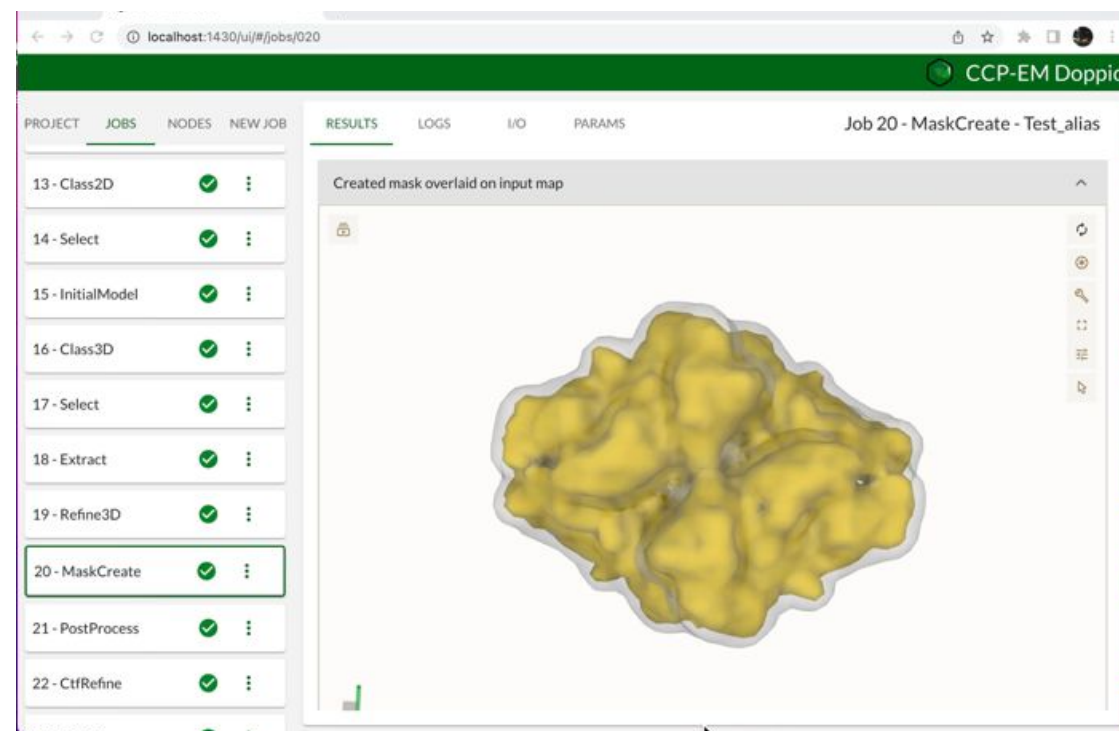 localhost:1430/ui/#/jobs/020
CCP-EM Doppio
PROJECT JOBS NODES NEW JOB
RESULTS LOGS I/O PARAMS
Job 20 - MaskCreate - Test_alias
13 - Class2D
Created mask overlaid on input map
14 - Select
15 - InitialModel
16 - Class3D
17 - Select
18 - Extract
19 - Refine3D
20 - MaskCreate
21 - PostProcess
22 - CtfRefine